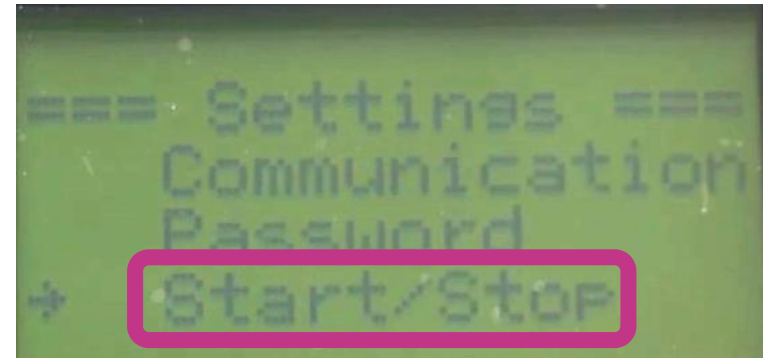 === Settings ===
Communication
Password
→ Start/Stop